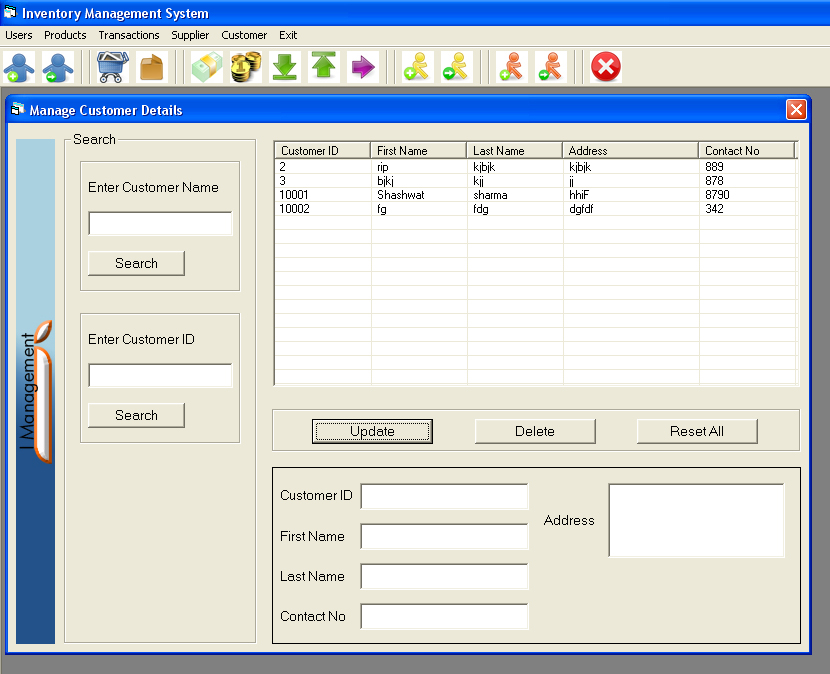 Inventory Management System
Users Products Transactions Supplier Customer Exit
Manage Customer Details
Search
Enter Customer Name
Search
Enter Customer ID
Search
I Management
Customer ID First Name Last Name Address Contact No
2 rip kjbjk kjbjk 889
3 bjkj kjj jj 878
10001 Shashwat sharma hhiF 8790
10002 fg fdg dgfdf 342
Update Delete Reset All
Customer ID
First Name
Last Name
Contact No
Address